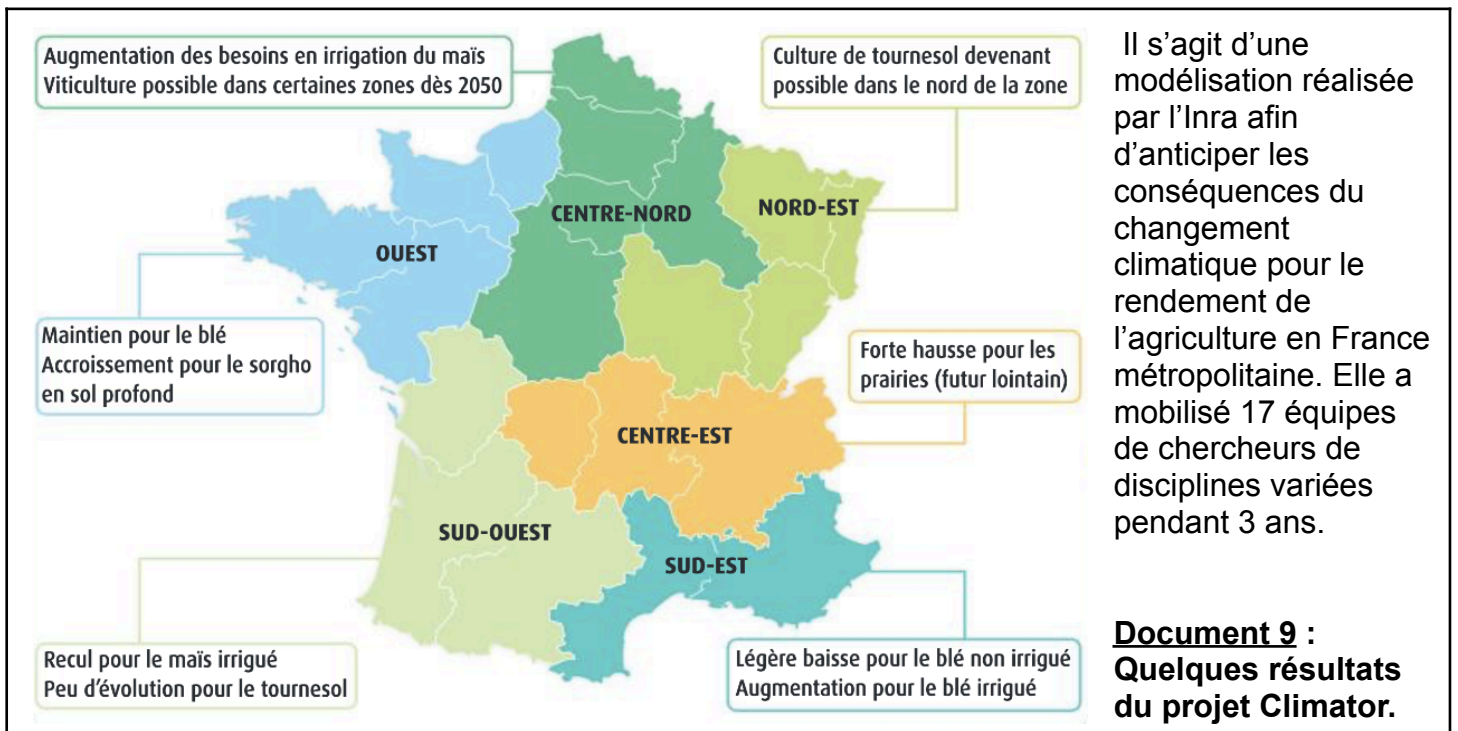 Augmentation des besoins en irrigation du maïs
Viticulture possible dans certaines zones dès 2050
Culture de tournesol devenant
possible dans le nord de la zone
CENTRE-NORD
NORD-EST
OUEST
Maintien pour le blé
Accroissement pour le sorgho
en sol profond
Forte hausse pour les
prairies (futur lointain)
CENTRE-EST
SUD-OUEST
SUD-EST
Recul pour le maïs irrigué
Peu d'évolution pour le tournesol
Légère baisse pour le blé non irrigué
Augmentation pour le blé irrigué
Il s’agit d’une
modélisation réalisée
par l’Inra afin
d’anticiper les
conséquences du
changement
climatique pour le
rendement de
l’agriculture en France
métropolitaine. Elle a
mobilisé 17 équipes
de chercheurs de
disciplines variées
pendant 3 ans.
Document 9 :
Quelques résultats
du projet Climator.